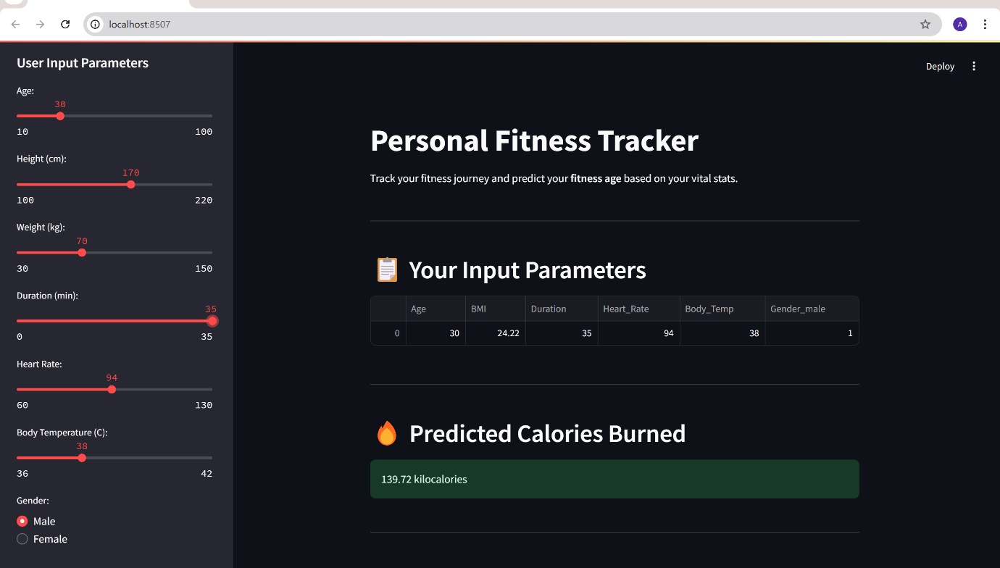 localhost:8507
A
User Input Parameters
Age:
30
10 100
Height (cm):
170
100 220
Weight (kg):
70
30 150
Duration (min):
35
0 35
Heart Rate:
94
60 130
Body Temperature (C):
38
36 42
Gender:
Male
Female
Deploy
Personal Fitness Tracker
Track your fitness journey and predict your fitness age based on your vital stats.
Your Input Parameters
Age BMI Duration Heart_Rate Body_Temp Gender_male
0 30 24.22 35 94 38 1
Predicted Calories Burned
139.72 kilocalories